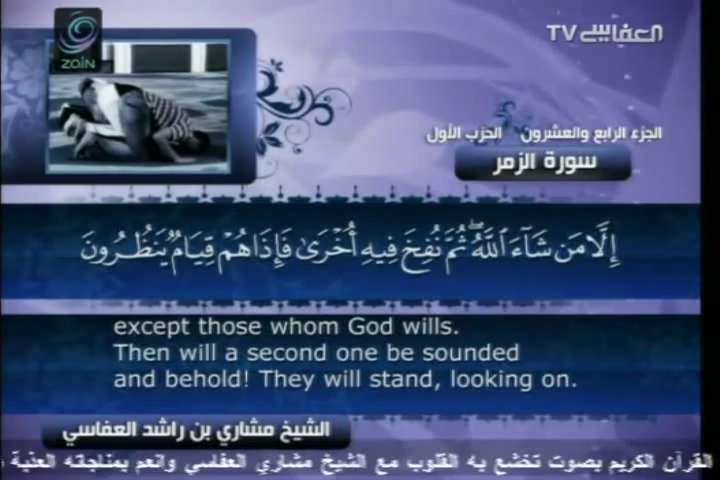 ZAIN
العفاسي TV
الجزء الرابع والعشرون الحزب الأول
سورة الزمر
إِلَّا مَن شَآءَ ٱللَّهُۖ ثُمَّ نُفِخَ فِيهِ أُخْرَىٰ فَإِذَا هُمْ قِيَامٌ يَنظُرُونَ
except those whom God wills.
Then will a second one be sounded
and behold! They will stand, looking on.
الشيخ مشاري بن راشد العفاسي
القرآن الكريم بصوت تخشع به القلوب مع الشيخ مشاري العفاسي وانعم بمناجاته العذبة